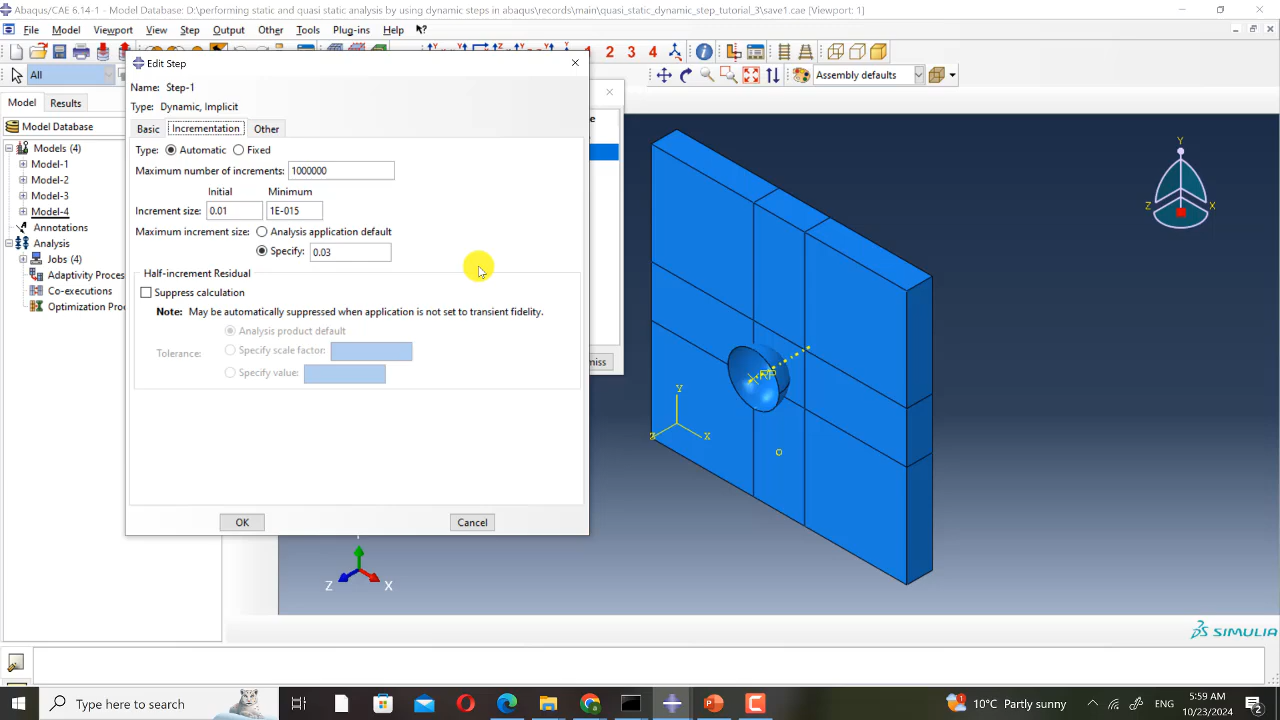 Abaqus/CAE 6.14-1 - Model Database: D:\performing static and quasi static analysis by using dynamic steps in abaqus\records\main\quasi_static_dynamic_step_tutorial_3\save1.cae (Viewport: 1)
File Model Viewport View Step Output Other Tools Plug-ins Help
1 2 3 4
All
Assembly defaults
Model Results
Model Database
Models (4)
Model-1
Model-2
Model-3
Model-4
Annotations
Analysis
Jobs (4)
Adaptivity Proces
Co-executions
Optimization Proc
Edit Step
Name: Step-1
Type: Dynamic, Implicit
Basic Incrementation Other
Type: Automatic Fixed
Maximum number of increments: 1000000
Initial Minimum
Increment size: 0.01 1E-015
Maximum increment size: Analysis application default
Specify: 0.03
Half-increment Residual
Suppress calculation
Note: May be automatically suppressed when application is not set to transient fidelity.
Analysis product default
Tolerance: Specify scale factor:
Specify value:
OK Cancel
miss
RP
Y
Z X
Y
Z X
Z X
SIMULIA
Type here to search
10°C Partly sunny
ENG
5:59 AM
10/23/2024
2